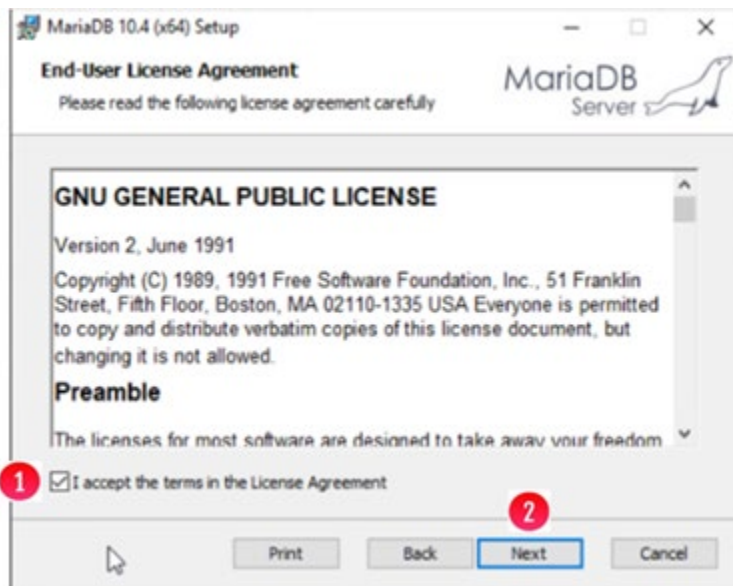 MariaDB 10.4 (x64) Setup
End-User License Agreement
Please read the following license agreement carefully
MariaDB
Server
GNU GENERAL PUBLIC LICENSE
Version 2, June 1991
Copyright (C) 1989, 1991 Free Software Foundation, Inc., 51 Franklin
Street, Fifth Floor, Boston, MA 02110-1335 USA Everyone is permitted
to copy and distribute verbatim copies of this license document, but
changing it is not allowed.
Preamble
The licenses for most software are designed to take away your freedom
1 I accept the terms in the License Agreement
2
Print Back Next Cancel